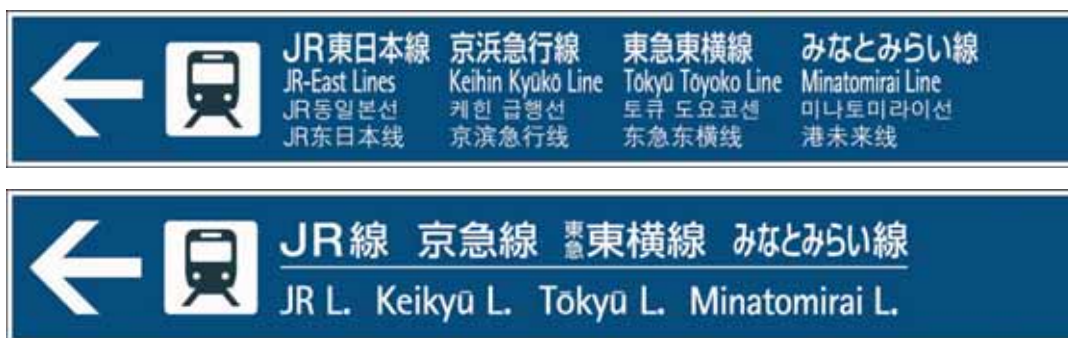 JR東日本線 京浜急行線 東急東横線 みなとみらい線
JR-East Lines Keihin Kyūkō Line Tōkyū Tōyoko Line Minatomirai Line
JR동일본선 케힌 급행선 토큐 도요코센 미나토미라이선
JR东日本线 京滨急行线 东急东横线 港未来线
JR線 京急線 東急東横線 みなとみらい線
JR L. Keikyū L. Tōkyū L. Minatomirai L.